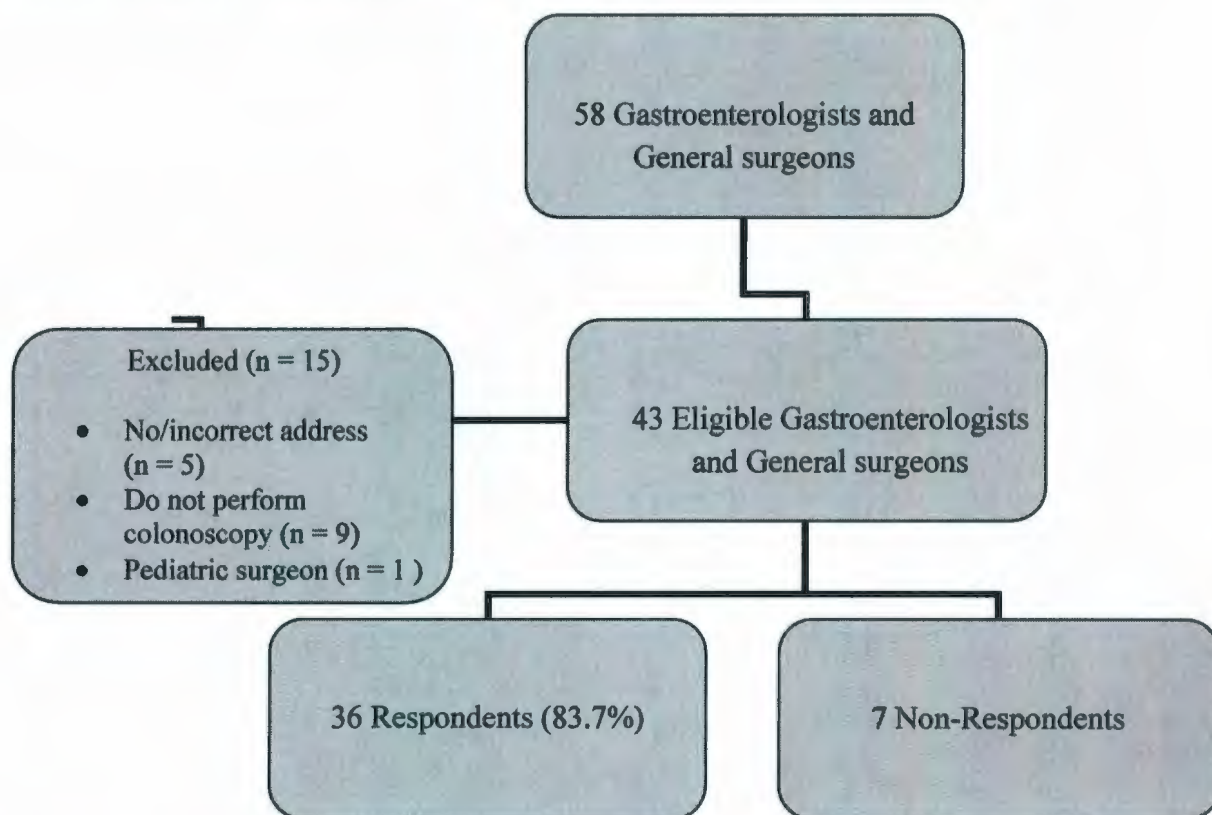 58 Gastroenterologists and
General surgeons
Excluded (n = 15)
• No/incorrect address
(n = 5)
• Do not perform
colonoscopy (n = 9)
• Pediatric surgeon (n = 1 )
43 Eligible Gastroenterologists
and General surgeons
36 Respondents (83.7%)
7 Non-Respondents